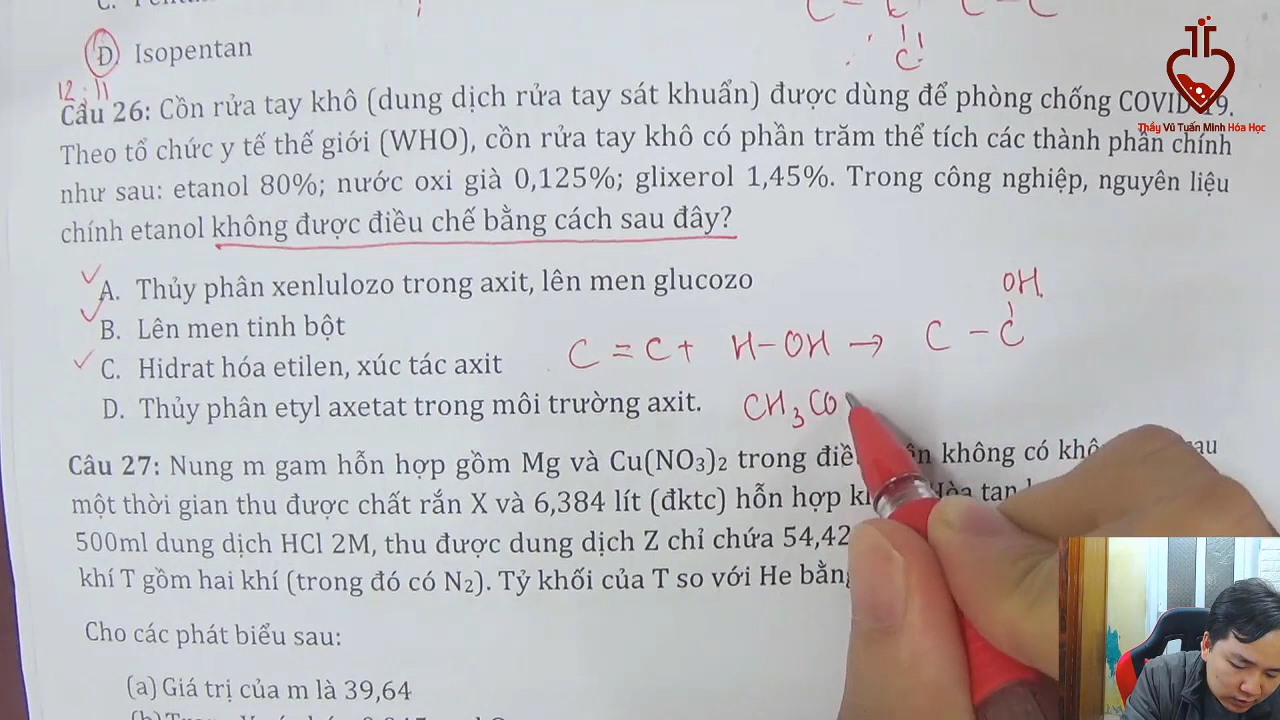 D Isopentan
12:11
Câu 26: Cồn rửa tay khô (dung dịch rửa tay sát khuẩn) được dùng để phòng chống COVID-19.
Theo tổ chức y tế thế giới (WHO), cồn rửa tay khô có phần trăm thể tích các thành phần chính
như sau: etanol 80%; nước oxi già 0,125%; glixerol 1,45%. Trong công nghiệp, nguyên liệu
chính etanol không được điều chế bằng cách sau đây?
A. Thủy phân xenlulozo trong axit, lên men glucozo
B. Lên men tinh bột
C. Hidrat hóa etilen, xúc tác axit
C = C + H-OH → C - C
OH
D. Thủy phân etyl axetat trong môi trường axit.
CH3CO
Câu 27: Nung m gam hỗn hợp gồm Mg và Cu(NO3)2 trong không có
một thời gian thu được chất rắn X và 6,384 lít (đktc) hỗn hợp tan
500ml dung dịch HCl 2M, thu được dung dịch Z chỉ chứa 54,42
khí T gồm hai khí (trong đó có N2). Tỷ khối của T so với He
Cho các phát biểu sau:
(a) Giá trị của m là 39,64
Thầy Vũ Tuấn Minh Hóa Học